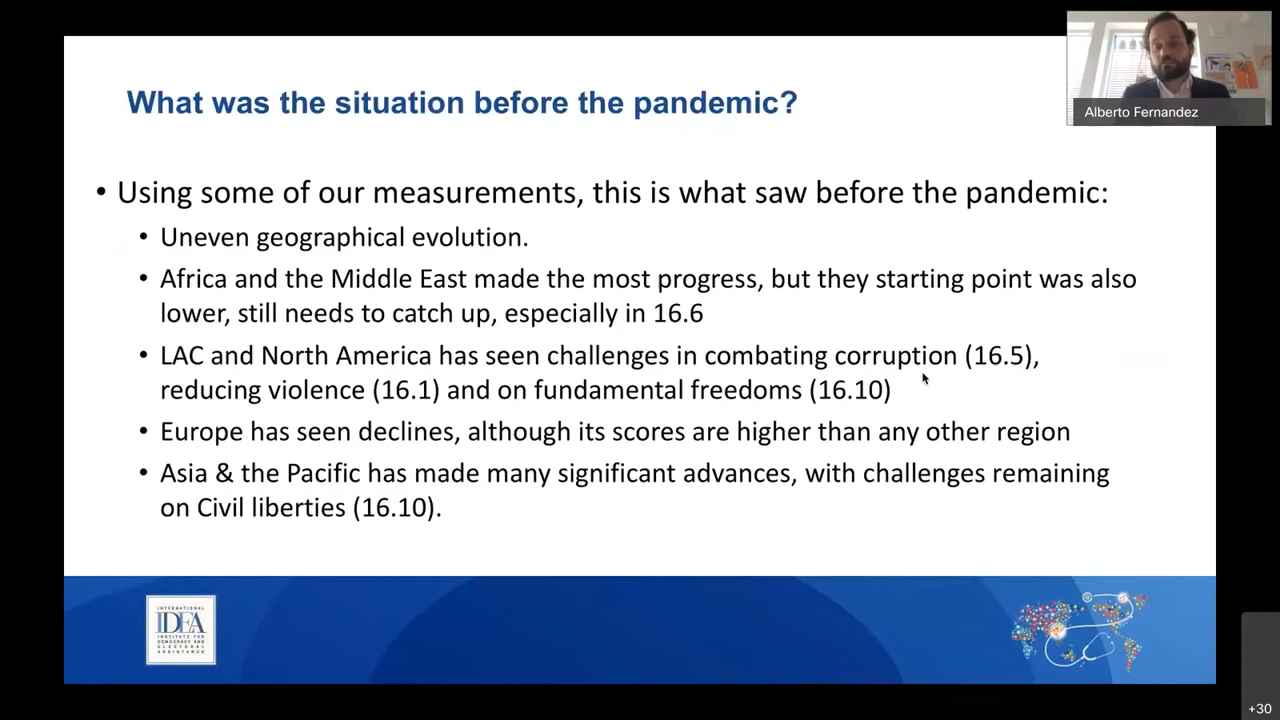 What was the situation before the pandemic?
Alberto Fernandez
• Using some of our measurements, this is what saw before the pandemic:
• Uneven geographical evolution.
• Africa and the Middle East made the most progress, but they starting point was also
lower, still needs to catch up, especially in 16.6
• LAC and North America has seen challenges in combating corruption (16.5),
reducing violence (16.1) and on fundamental freedoms (16.10)
• Europe has seen declines, although its scores are higher than any other region
• Asia & the Pacific has made many significant advances, with challenges remaining
on Civil liberties (16.10).
INTERNATIONAL
IDEA
INSTITUTE FOR
DEMOCRACY AND
ELECTORAL
ASSISTANCE
+30